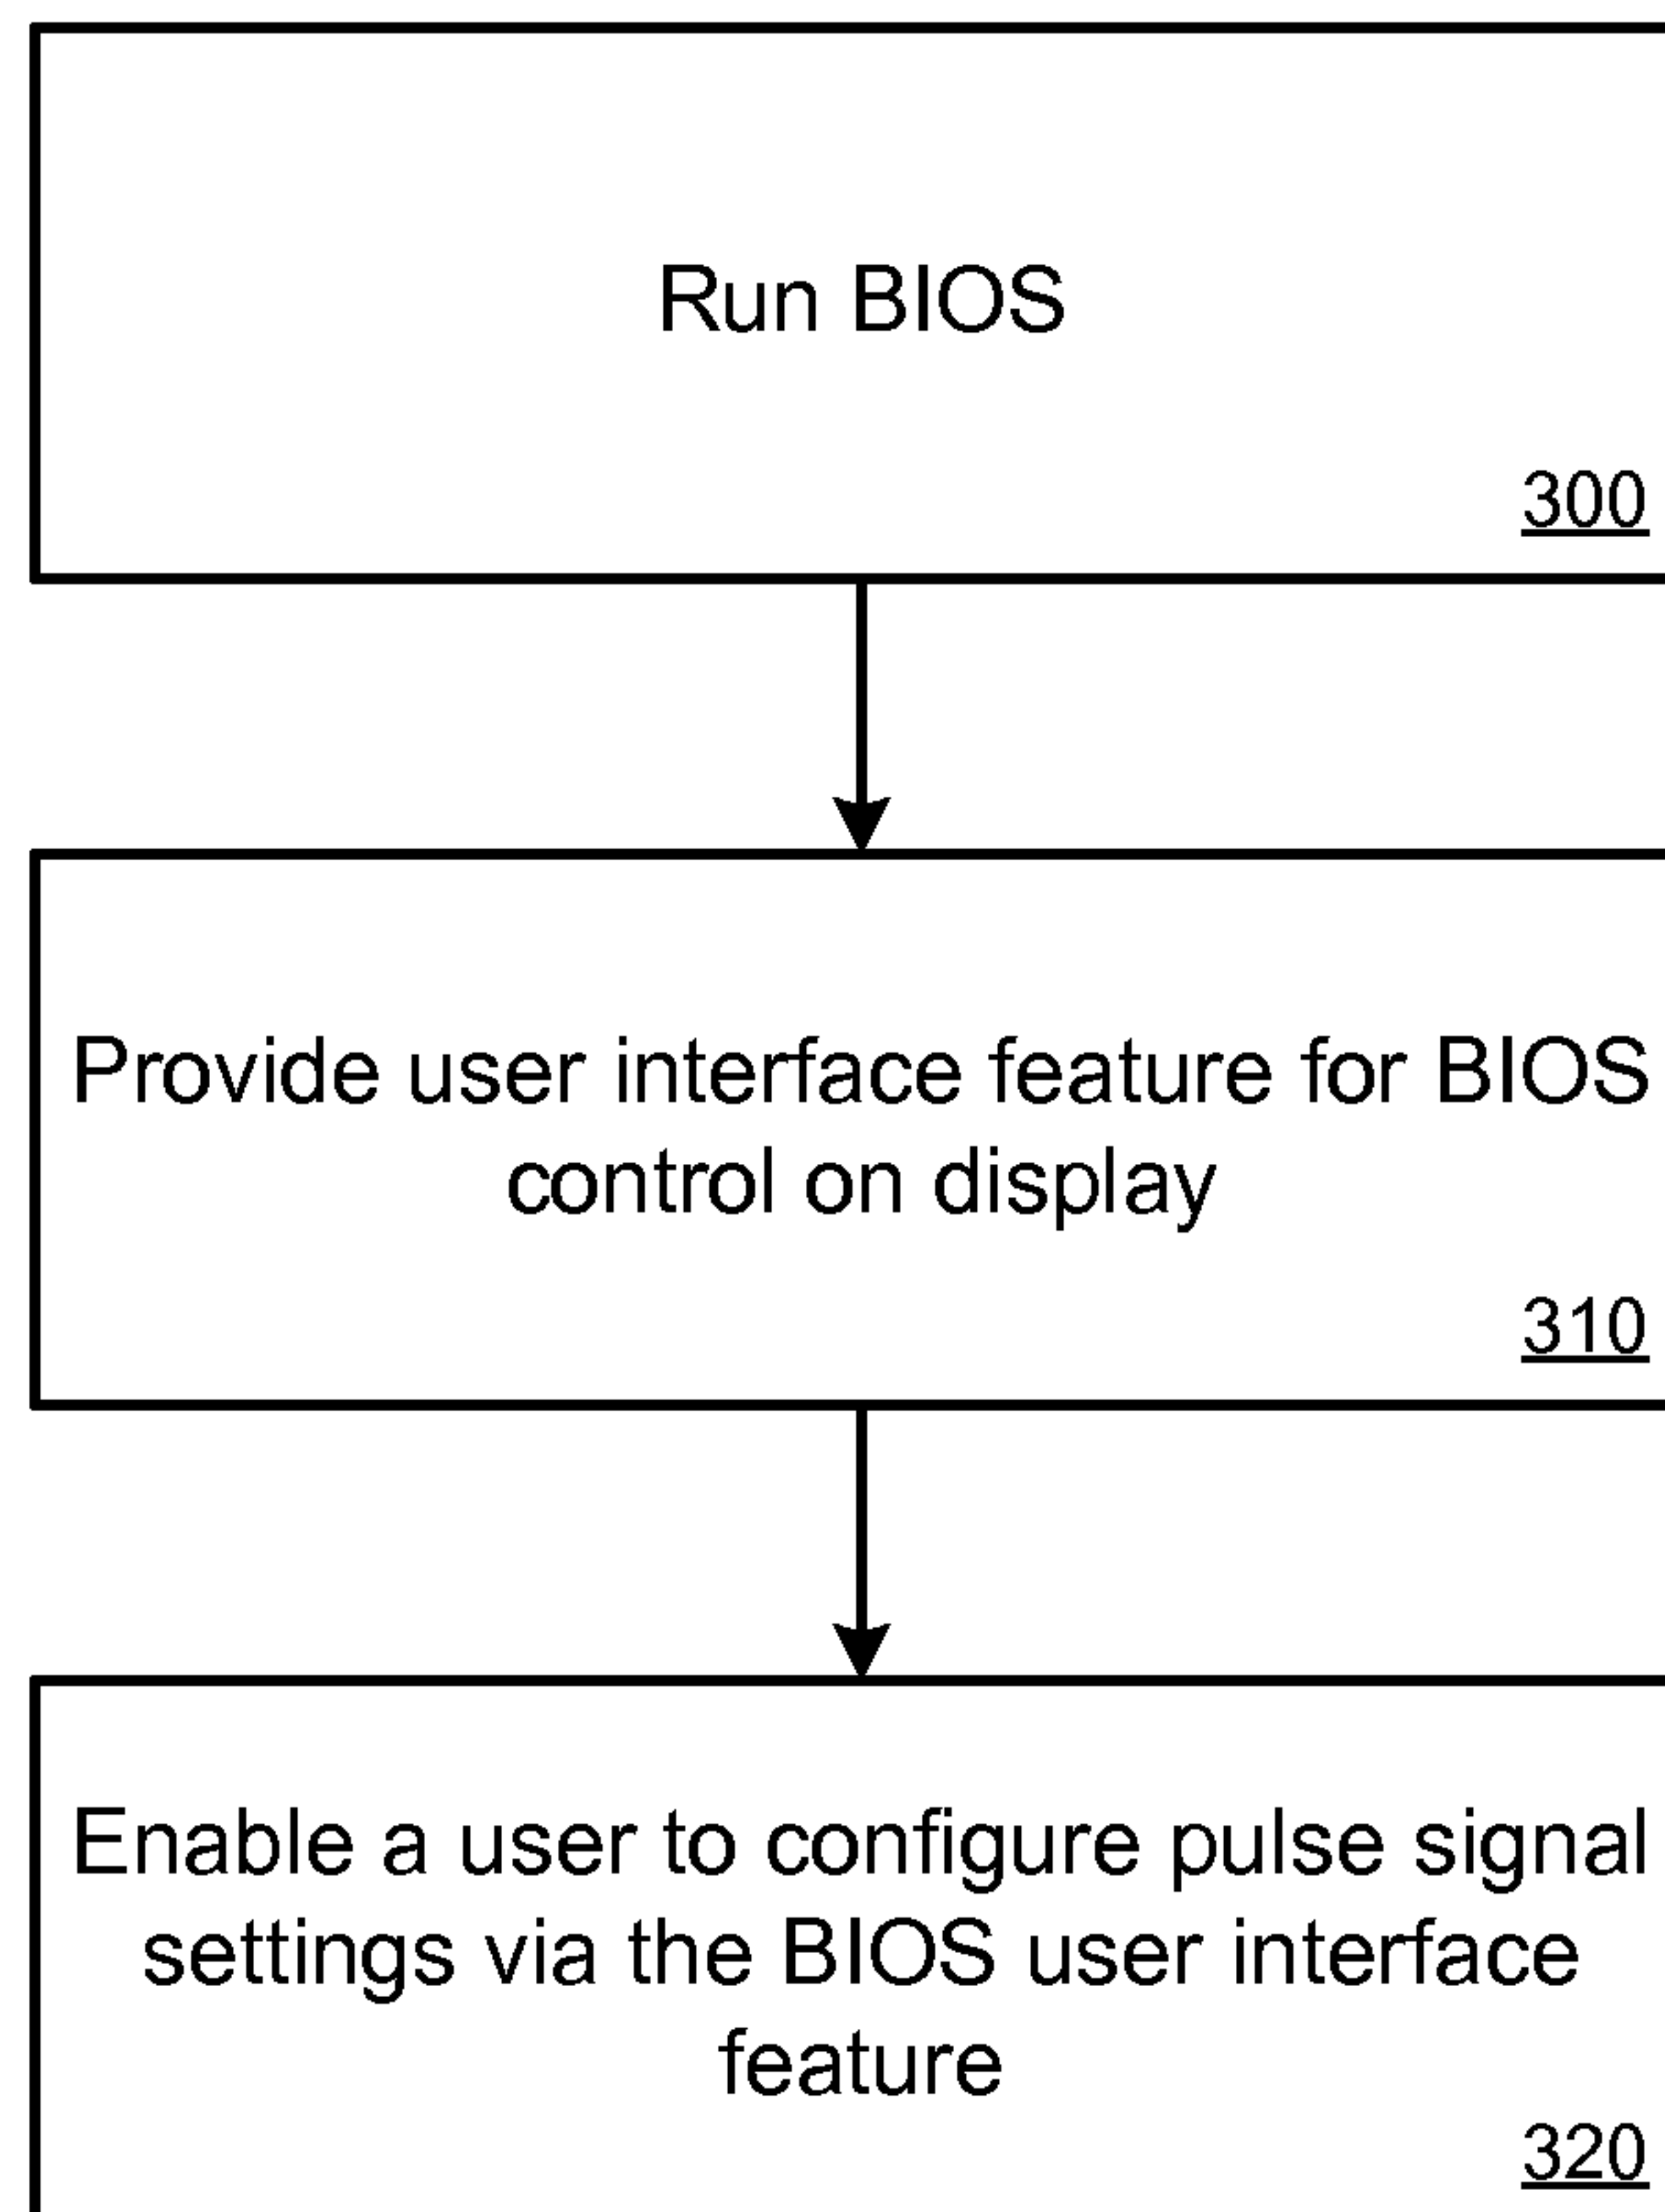 Run BIOS
300
Provide user interface feature for BIOS
control on display
310
Enable a user to configure pulse signal
settings via the BIOS user interface
feature
320